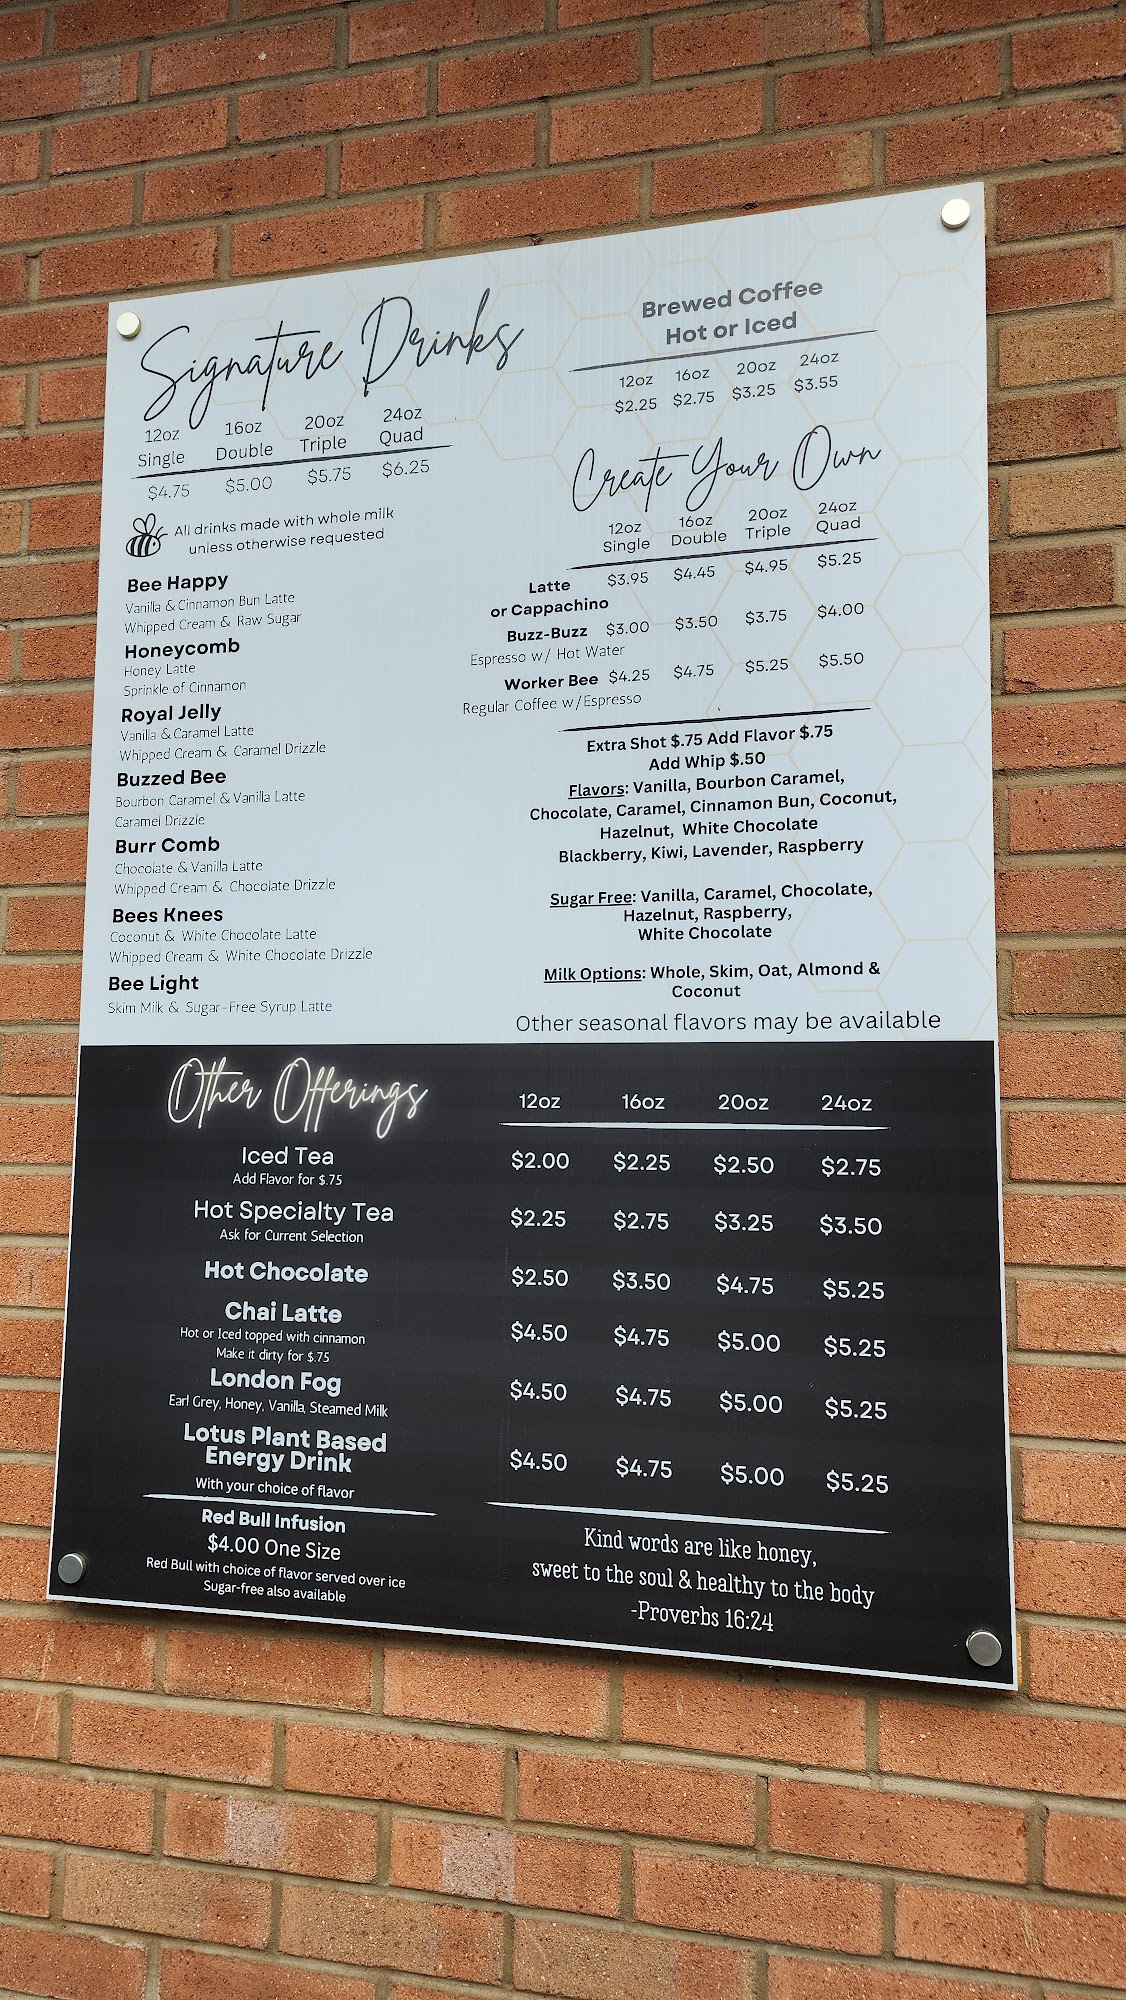 Signature Drinks
12oz 16oz 20oz 24oz
Single Double Triple Quad
$4.75 $5.00 $5.75 $6.25
All drinks made with whole milk
unless otherwise requested
Bee Happy
Vanilla & Cinnamon Bun Latte
Whipped Cream & Raw Sugar
Honeycomb
Honey Latte
Sprinkle of Cinnamon
Royal Jelly
Vanilla & Caramel Latte
Whipped Cream & Caramel Drizzle
Buzzed Bee
Bourbon Caramel & Vanilla Latte
Caramel Drizzle
Burr Comb
Chocolate & Vanilla Latte
Whipped Cream & Chocolate Drizzle
Bees Knees
Coconut & White Chocolate Latte
Whipped Cream & White Chocolate Drizzle
Bee Light
Skim Milk & Sugar-Free Syrup Latte
Brewed Coffee
Hot or Iced
12oz 16oz 20oz 24oz
$2.25 $2.75 $3.25 $3.55
Create Your Own
12oz 16oz 20oz 24oz
Single Double Triple Quad
Latte $3.95 $4.45 $4.95 $5.25
or Cappachino
Buzz-Buzz $3.00 $3.50 $3.75 $4.00
Espresso w/ Hot Water
Worker Bee $4.25 $4.75 $5.25 $5.50
Regular Coffee w/Espresso
Extra Shot $.75 Add Flavor $.75
Add Whip $.50
Flavors: Vanilla, Bourbon Caramel,
Chocolate, Caramel, Cinnamon Bun, Coconut,
Hazelnut, White Chocolate
Blackberry, Kiwi, Lavender, Raspberry
Sugar Free: Vanilla, Caramel, Chocolate,
Hazelnut, Raspberry,
White Chocolate
Milk Options: Whole, Skim, Oat, Almond &
Coconut
Other seasonal flavors may be available
Other Offerings
12oz 16oz 20oz 24oz
Iced Tea $2.00 $2.25 $2.50 $2.75
Add Flavor for $.75
Hot Specialty Tea $2.25 $2.75 $3.25 $3.50
Ask for Current Selection
Hot Chocolate $2.50 $3.50 $4.75 $5.25
Chai Latte $4.50 $4.75 $5.00 $5.25
Hot or Iced topped with cinnamon
Make it dirty for $.75
London Fog $4.50 $4.75 $5.00 $5.25
Earl Grey, Honey, Vanilla, Steamed Milk
Lotus Plant Based
Energy Drink $4.50 $4.75 $5.00 $5.25
With your choice of flavor
Red Bull Infusion
$4.00 One Size
Red Bull with choice of flavor served over ice
Sugar-free also available
Kind words are like honey,
sweet to the soul & healthy to the body
-Proverbs 16:24